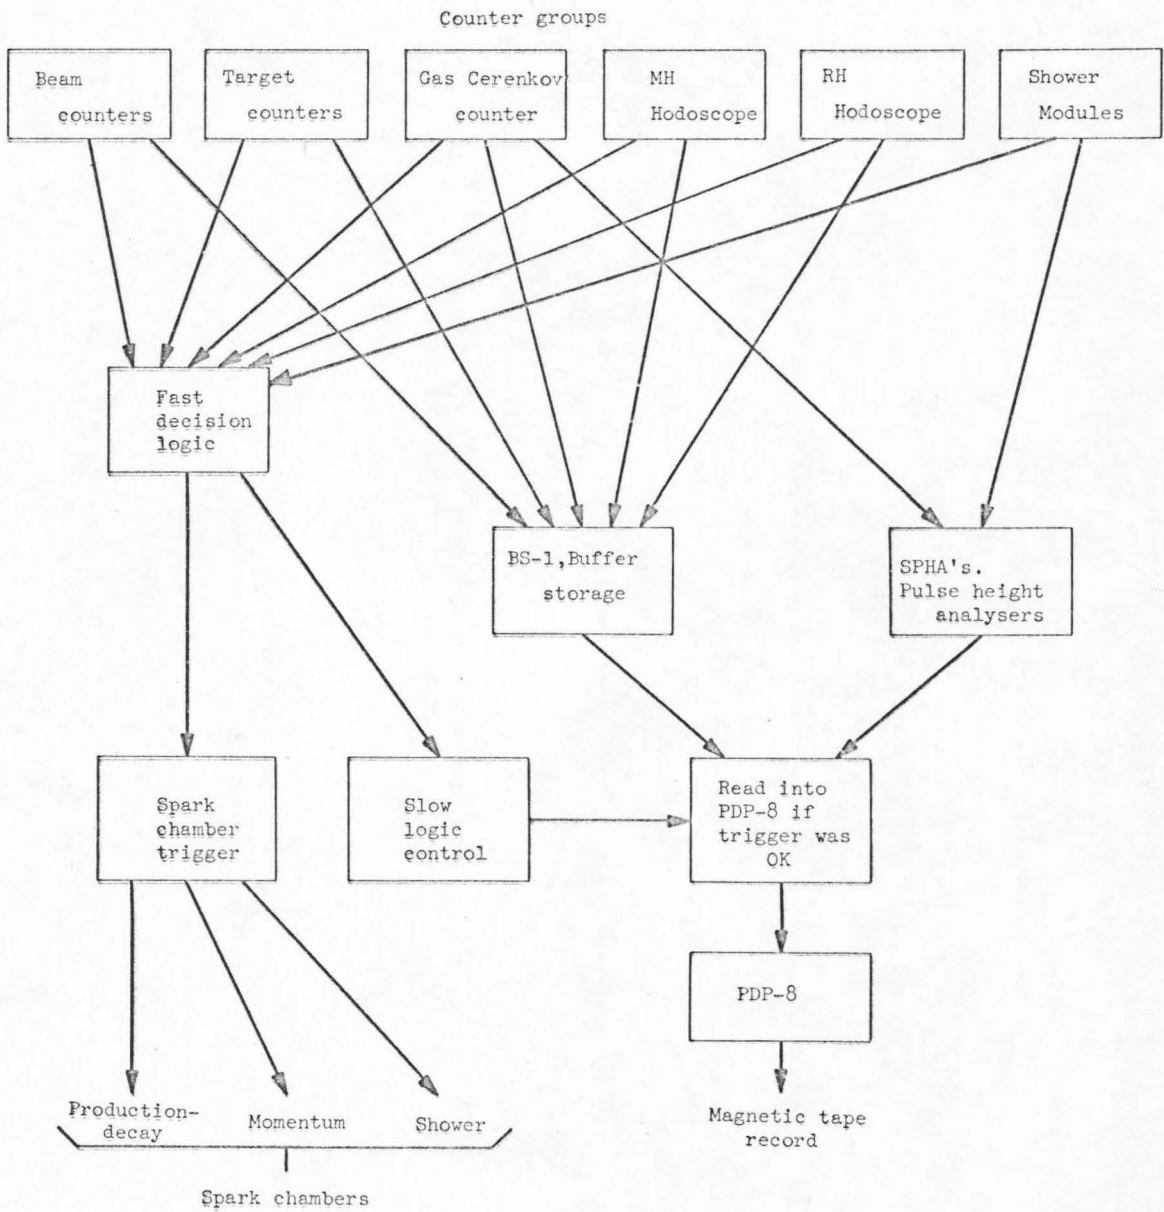 Counter groups
Beam
counters
Target
counters
Gas Cerenkov
counter
MH
Hodoscope
RH
Hodoscope
Shower
Modules
Fast
decision
logic
BS-1,Buffer
storage
SPHA's.
Pulse height
analysers
Spark
chamber
trigger
Slow
logic
control
Read into
PDP-8 if
trigger was
OK
PDP-8
Production-
decay
Momentum
Shower
Magnetic tape
record
Spark chambers